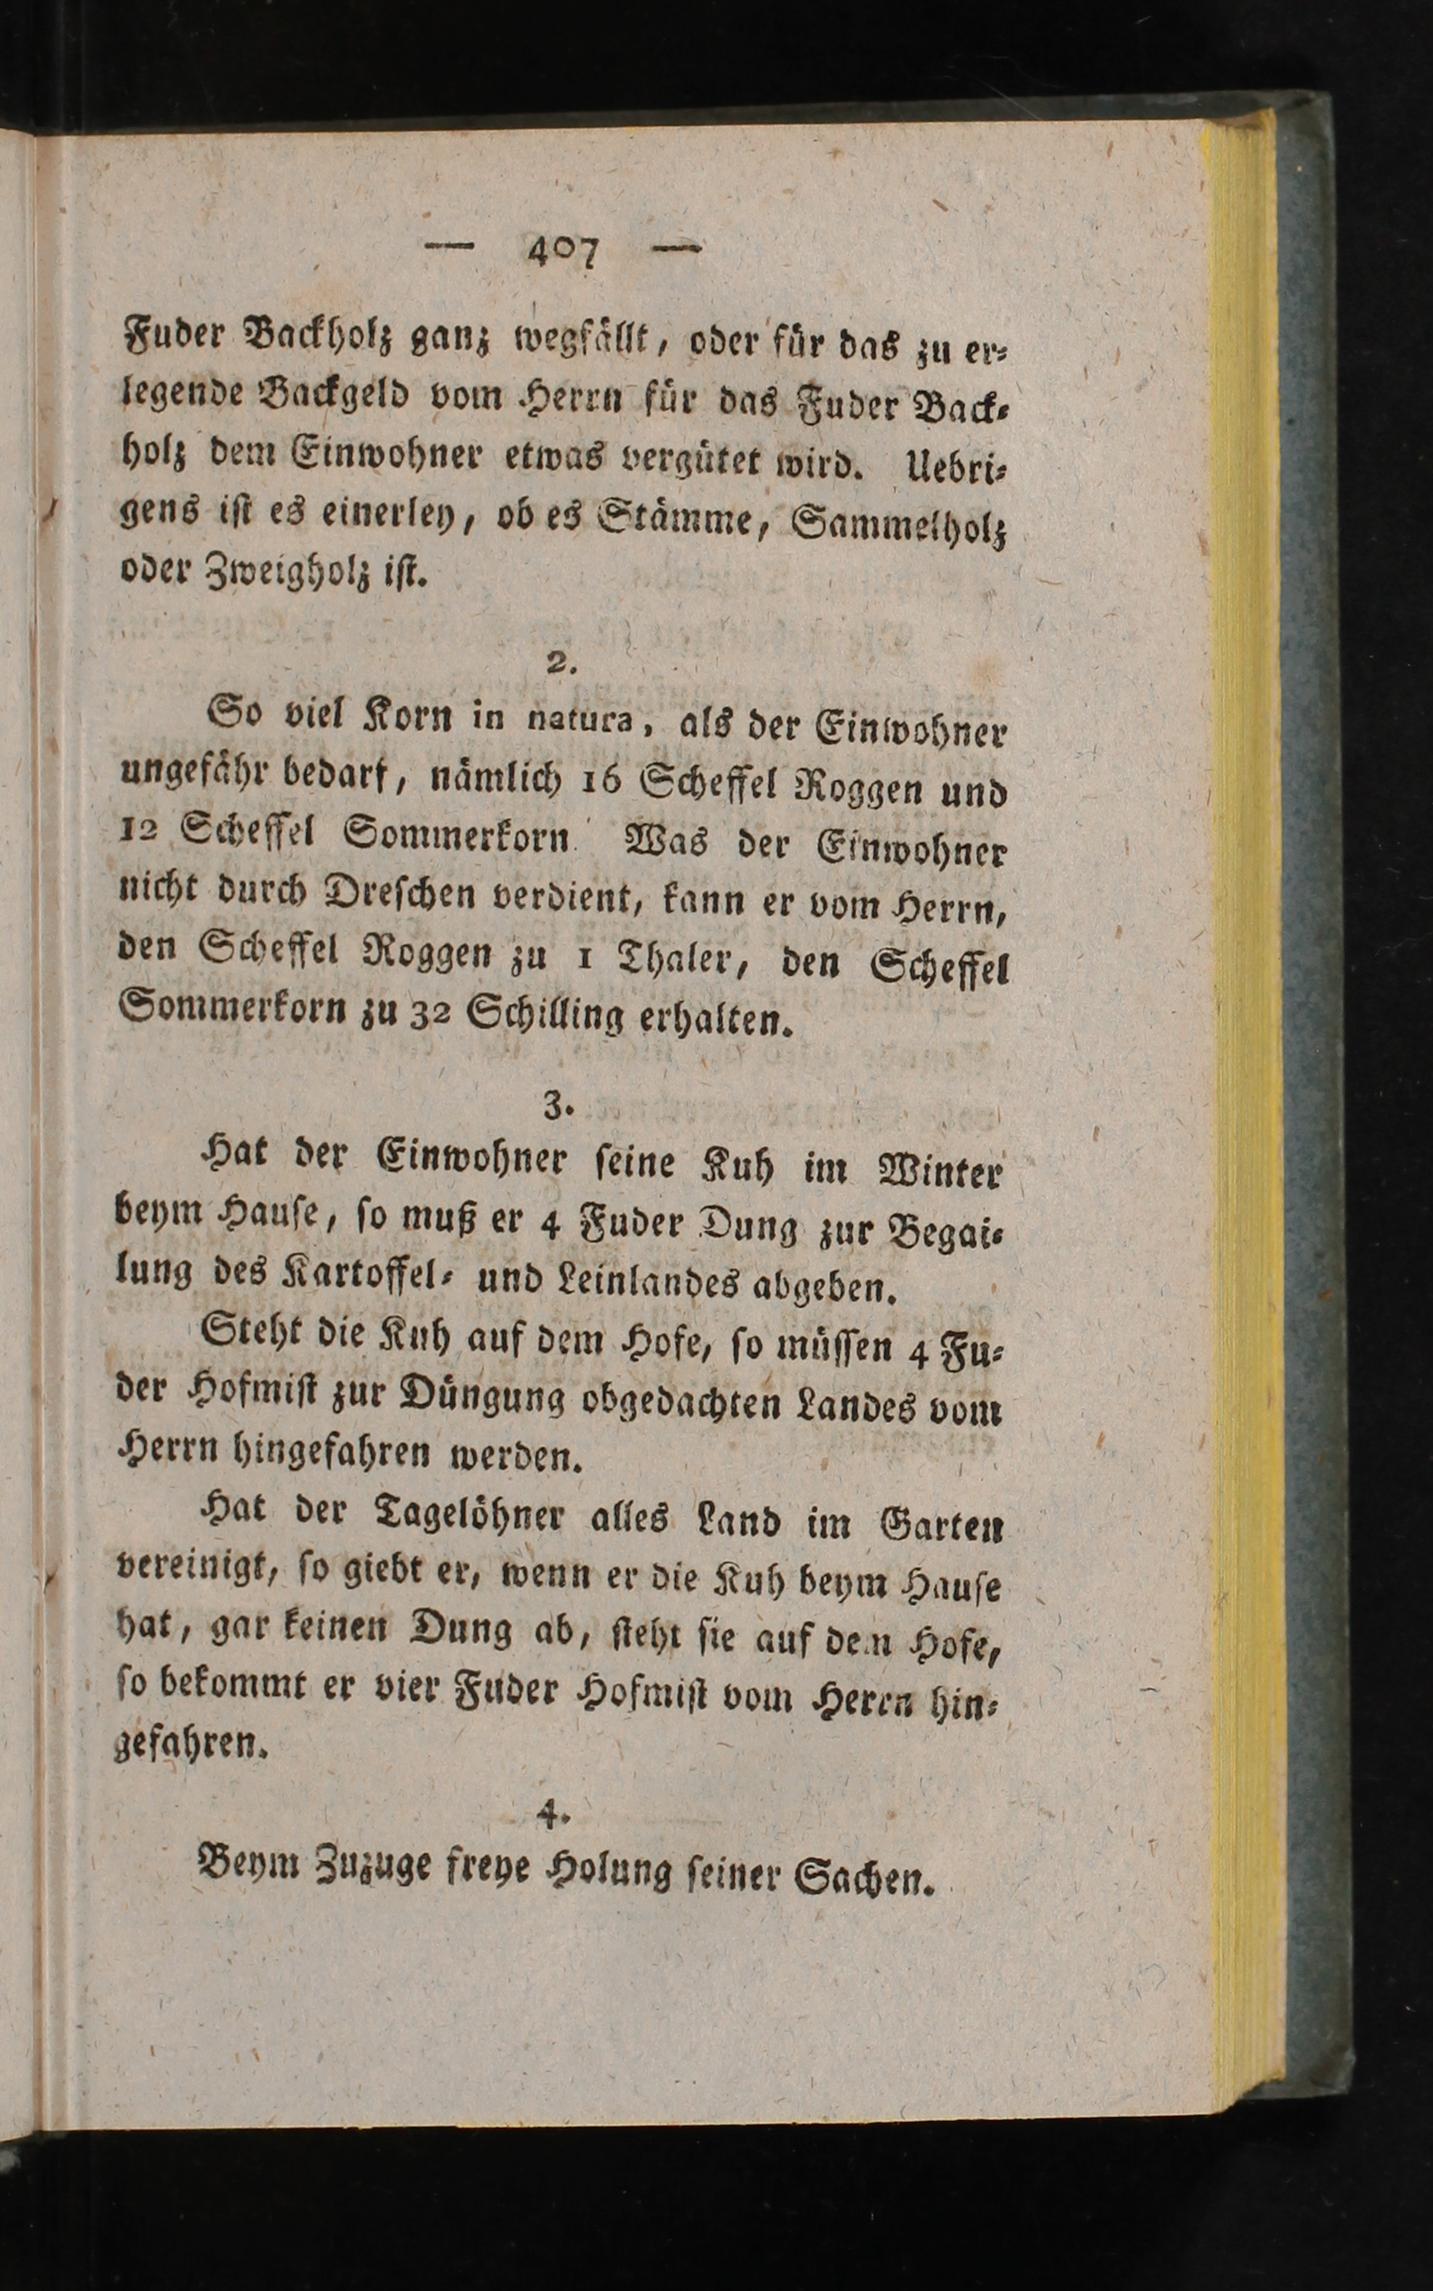 — 407 —
Fuder Backholz ganz wegfällt, oder für das zu er⸗
legende Backgeld vom Herrn für das Fuder Back⸗
holz dem Einwohner etwas vergütet wird. Uebri⸗
gens iſt es einerley, ob es Stämme, Sammelholz
oder Zweigholz iſt.
2.
So viel Korn in natura, als der Einwohner
ungefähr bedarf, nämlich 16 Scheffel Roggen und
12 Scheffel Sommerkorn Was der Einwohner
nicht durch Dreſchen verdient, kann er vom Herrn,
den Scheffel Roggen zu 1 Thaler, den Scheffel
Sommerkorn zu 32 Schilling erhalten.
3.
Hat der Einwohner ſeine Kuh im Winter
beym Hauſe, ſo muß er 4 Fuder Dung zur Begai⸗
lung des Kartoffel⸗ und Leinlandes abgeben.
Steht die Kuh auf dem Hofe, ſo müſſen 4 Fu⸗
der Hofmiſt zur Düngung obgedachten Landes vom
Herrn hingefahren werden.
Hat der Tagelöhner alles Land im Garten
vereinigt, ſo giebt er, wenn er die Kuh beym Hauſe
hat, gar keinen Dung ab, ſteht ſie auf dem Hofe,
ſo bekommt er vier Fuder Hofmiſt vom Herrn hin⸗
gefahren.
4.
Beym Zuzuge freye Holung ſeiner Sachen.